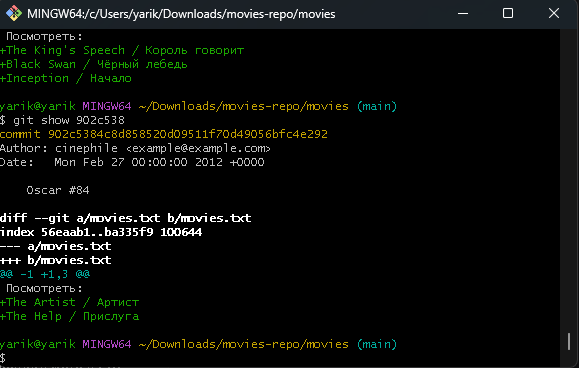 MINGW64:/c/Users/yarik/Downloads/movies-repo/movies
Посмотреть:
+The King's Speech / Король говорит
+Black Swan / Чёрный лебедь
+Inception / Начало
yarik@yarik MINGW64 ~/Downloads/movies-repo/movies (main)
$ git show 902c538
commit 902c5384c8d858520d09511f70d49056bfc4e292
Author: cinephile <example@example.com>
Date:   Mon Feb 27 00:00:00 2012 +0000
Oscar #84
diff --git a/movies.txt b/movies.txt
index 56eaab1..ba335f9 100644
--- a/movies.txt
+++ b/movies.txt
@@ -1 +1,3 @@
Посмотреть:
+The Artist / Артист
+The Help / Прислуга
yarik@yarik MINGW64 ~/Downloads/movies-repo/movies (main)
$